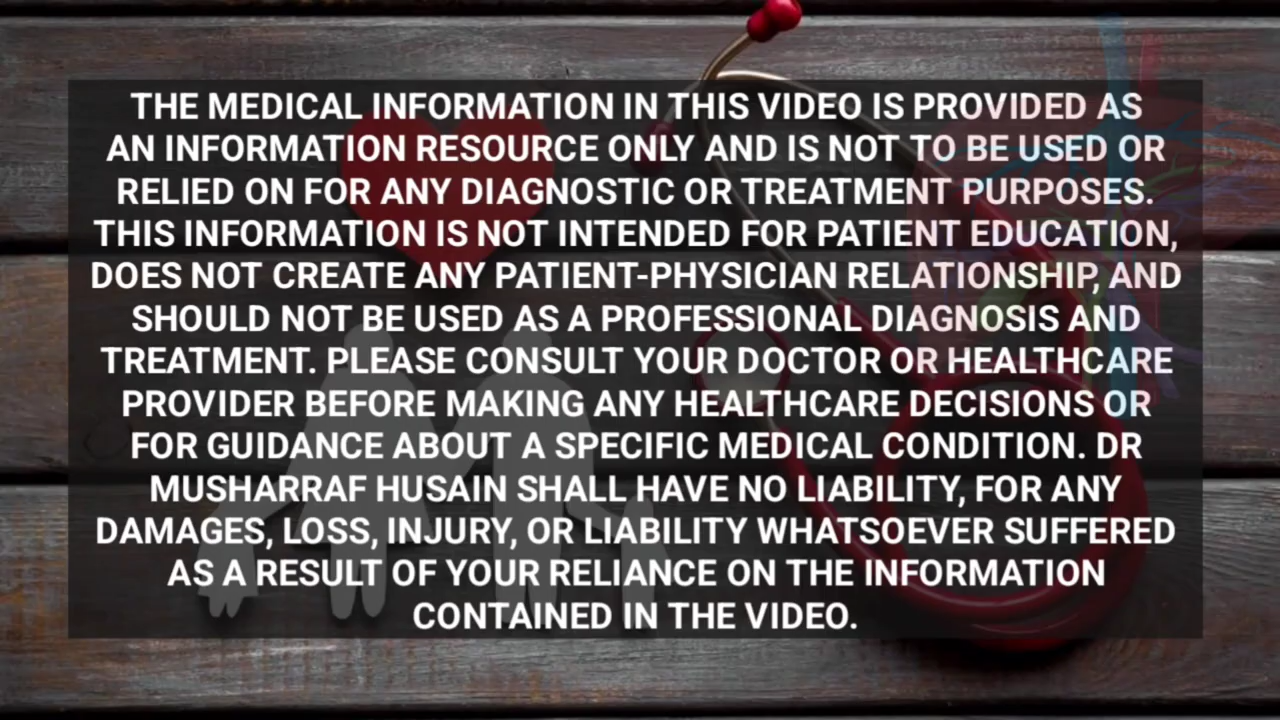 THE MEDICAL INFORMATION IN THIS VIDEO IS PROVIDED AS
AN INFORMATION RESOURCE ONLY AND IS NOT TO BE USED OR
RELIED ON FOR ANY DIAGNOSTIC OR TREATMENT PURPOSES.
THIS INFORMATION IS NOT INTENDED FOR PATIENT EDUCATION,
DOES NOT CREATE ANY PATIENT-PHYSICIAN RELATIONSHIP, AND
SHOULD NOT BE USED AS A PROFESSIONAL DIAGNOSIS AND
TREATMENT. PLEASE CONSULT YOUR DOCTOR OR HEALTHCARE
PROVIDER BEFORE MAKING ANY HEALTHCARE DECISIONS OR
FOR GUIDANCE ABOUT A SPECIFIC MEDICAL CONDITION. DR
MUSHARRAF HUSAIN SHALL HAVE NO LIABILITY, FOR ANY
DAMAGES, LOSS, INJURY, OR LIABILITY WHATSOEVER SUFFERED
AS A RESULT OF YOUR RELIANCE ON THE INFORMATION
CONTAINED IN THE VIDEO.